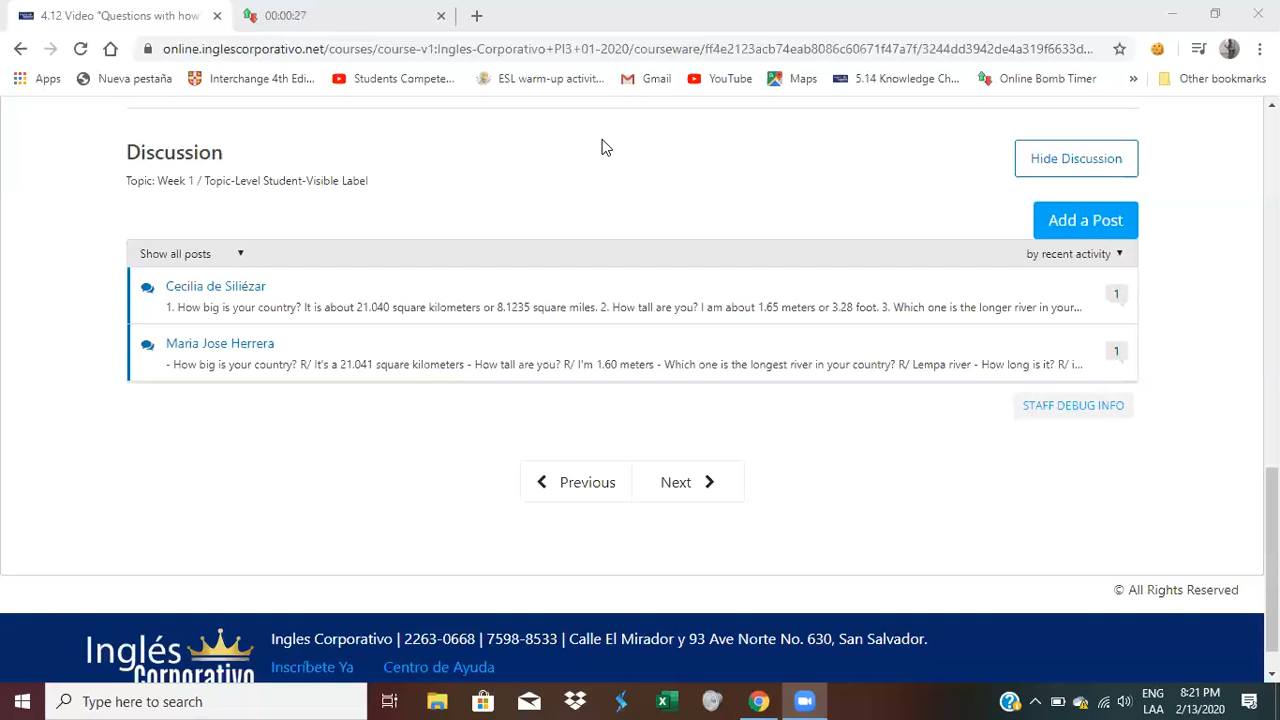 4.12 Video "Questions with how"
00:00:27
online.inglescorporativo.net/courses/course-v1:Ingles-Corporativo+PI3+01-2020/courseware/ff4e2123acb74eab8086c60671f47a7f/3244dd3942de4a319f6633d...
Apps
Nueva pestaña
Interchange 4th Edi...
Students Compete...
ESL warm-up activit...
Gmail
YouTube
Maps
5.14 Knowledge Ch...
Online Bomb Timer
»
Other bookmarks
Discussion
Hide Discussion
Topic: Week 1 / Topic-Level Student-Visible Label
Add a Post
Show all posts
by recent activity
Cecilia de Siliézar
1. How big is your country? It is about 21.040 square kilometers or 8.1235 square miles. 2. How tall are you? I am about 1.65 meters or 3.28 foot. 3. Which one is the longer river in your...
1
Maria Jose Herrera
- How big is your country? R/ It's a 21.041 square kilometers - How tall are you? R/ I'm 1.60 meters - Which one is the longest river in your country? R/ Lempa river - How long is it? R/ i...
1
STAFF DEBUG INFO
Previous
Next
© All Rights Reserved
Inglés Corporativo
Ingles Corporativo | 2263-0668 | 7598-8533 | Calle El Mirador y 93 Ave Norte No. 630, San Salvador.
Inscríbete Ya
Centro de Ayuda
Type here to search
ENG
LAA
8:21 PM
2/13/2020